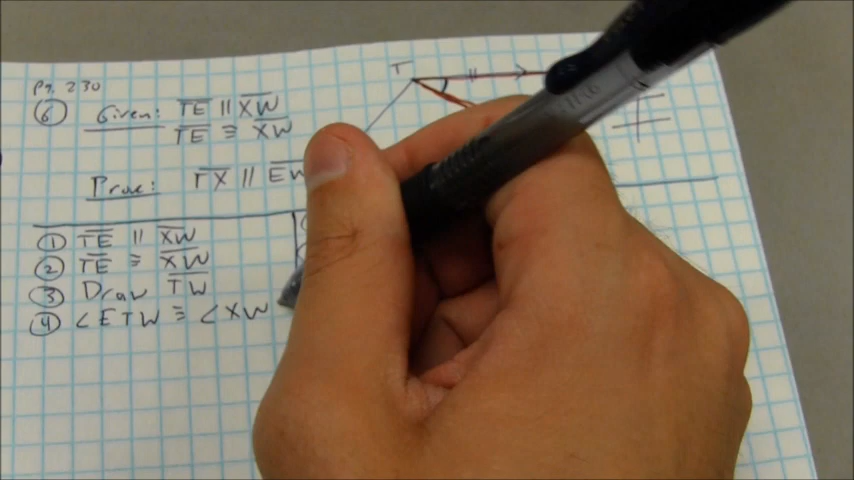 Pg. 230
⑥ Given: TE || XW
TE ≅ XW
T
Prove: TX || EW
① TE || XW
② TE ≅ XW
③ Draw TW
④ ∠ETW ≅ ∠XW